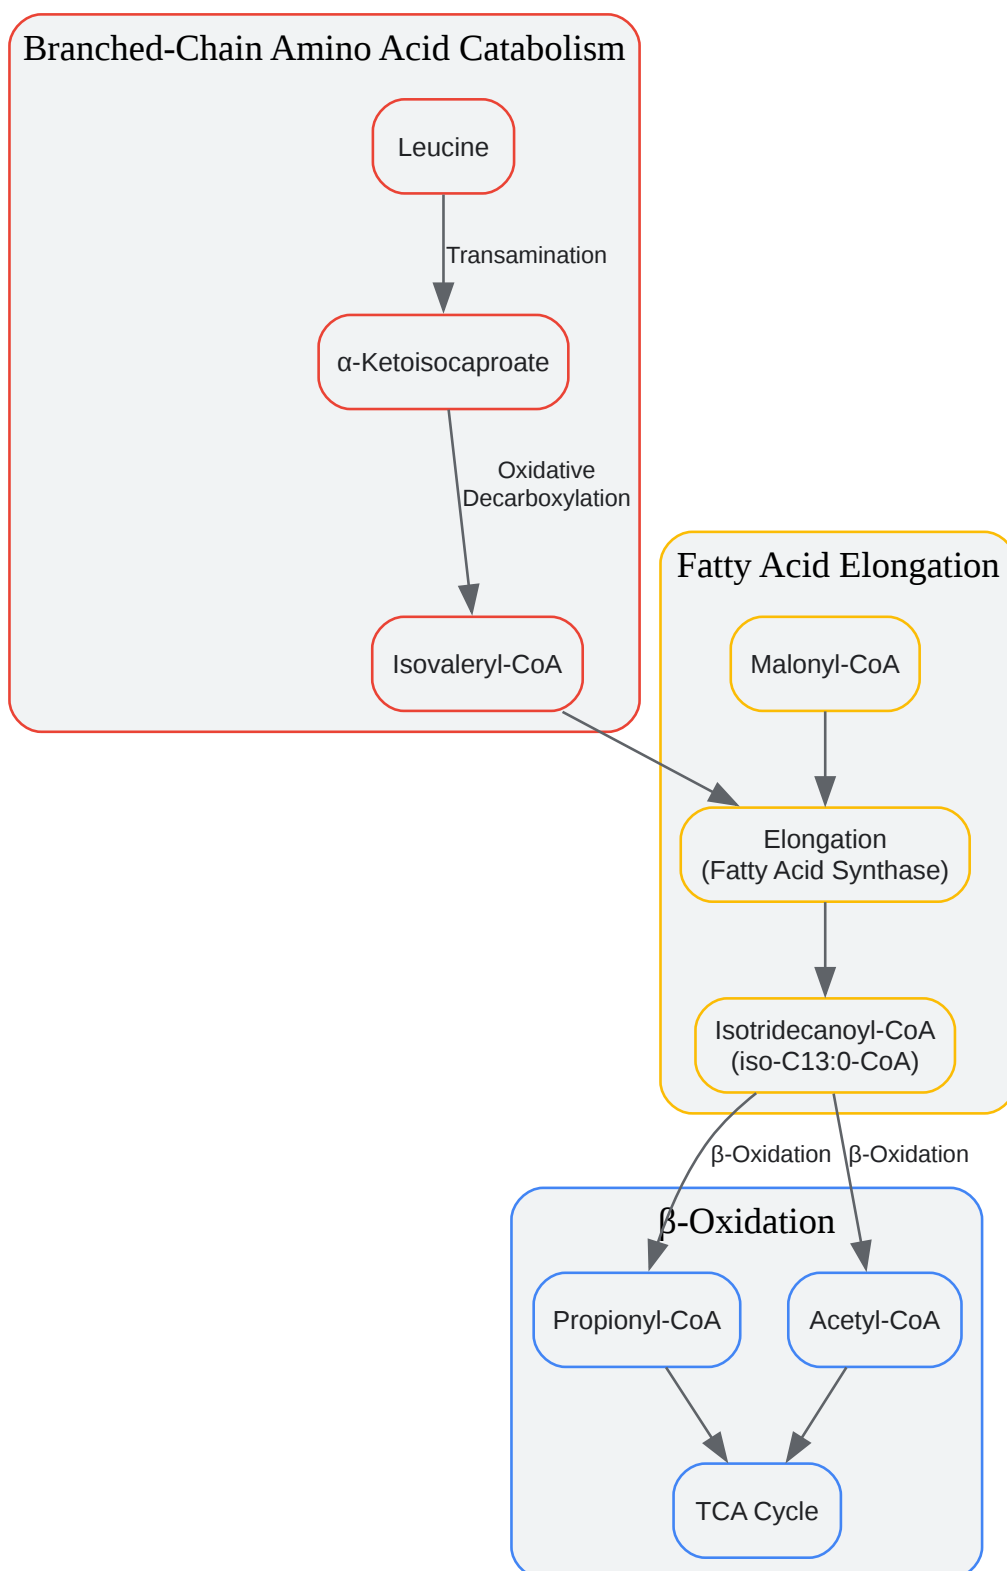 Branched-Chain Amino Acid Catabolism
Leucine
Transamination
α-Ketoisocaproate
Oxidative
Decarboxylation
Isovaleryl-CoA
Fatty Acid Elongation
Malonyl-CoA
Elongation
(Fatty Acid Synthase)
Isotridecanoyl-CoA
(iso-C13:0-CoA)
β-Oxidation
β-Oxidation
β-Oxidation
Propionyl-CoA
Acetyl-CoA
TCA Cycle